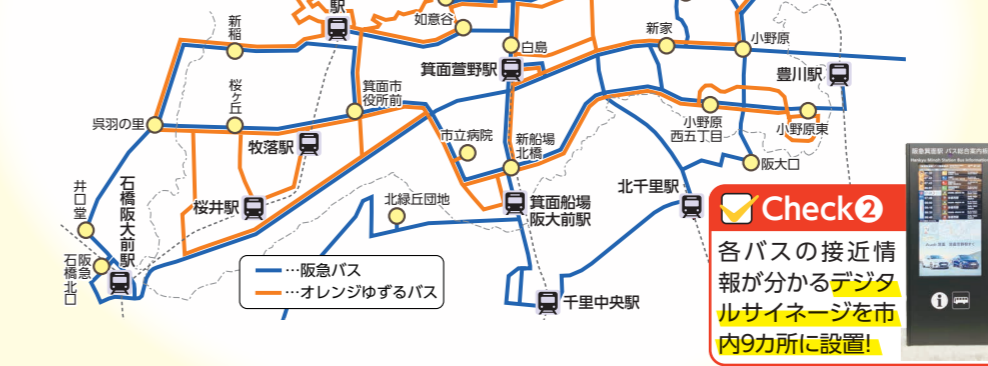 駅
如意谷
新稲
白島
新家
小野原
箕面萱野駅
豊川駅
桜ヶ丘
箕面市
役所前
呉羽の里
牧落駅
市立病院
新船場
北橋
小野原
西五丁目
小野原東
阪大口
井口堂
石橋阪大前駅
桜井駅
北緑丘団地
箕面船場
阪大前駅
北千里駅
阪急
石橋北口
千里中央駅
…阪急バス
…オレンジゆずるバス
Check❷
各バスの接近情
報が分かるデジタ
ルサイネージを市
内9カ所に設置!